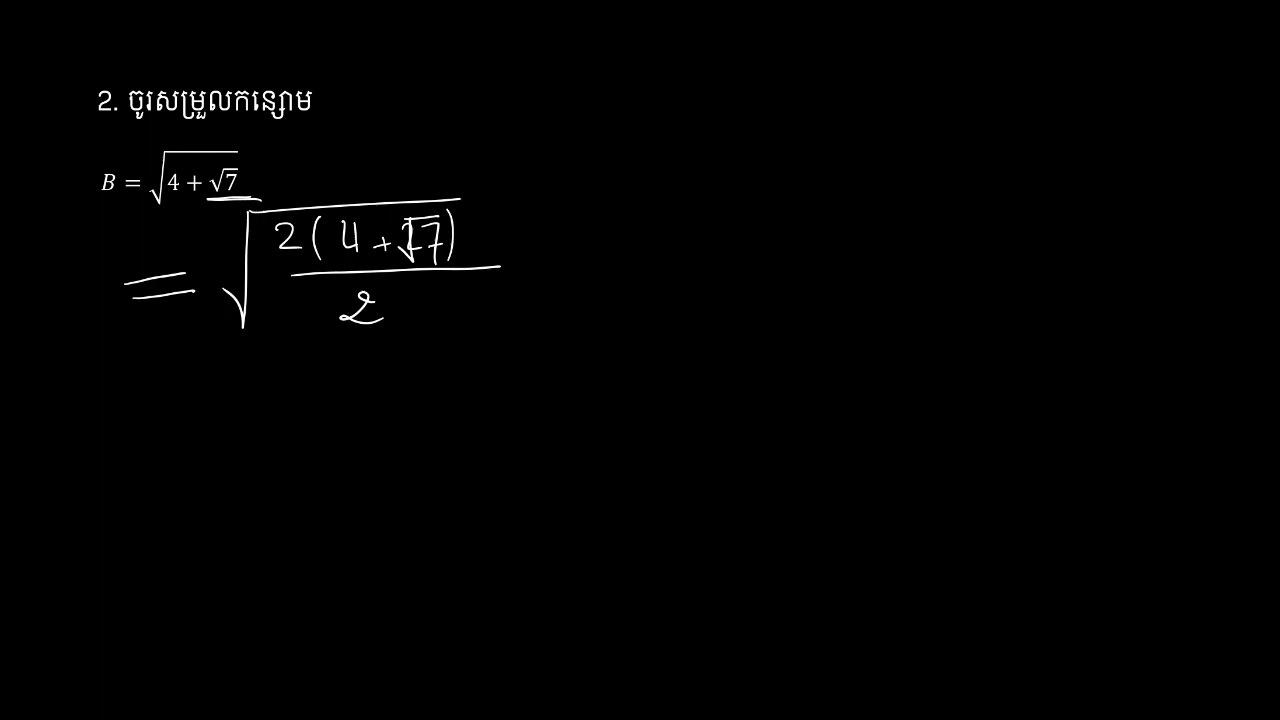 2. ចូរសម្រួលកន្សោម
B = √(4 + √7)
= √(2(4 + √7)/2)